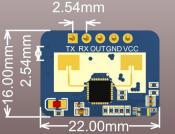 2.54mm
TX RX OUT GND VCC
16.00mm
2.54mm
22.00mm